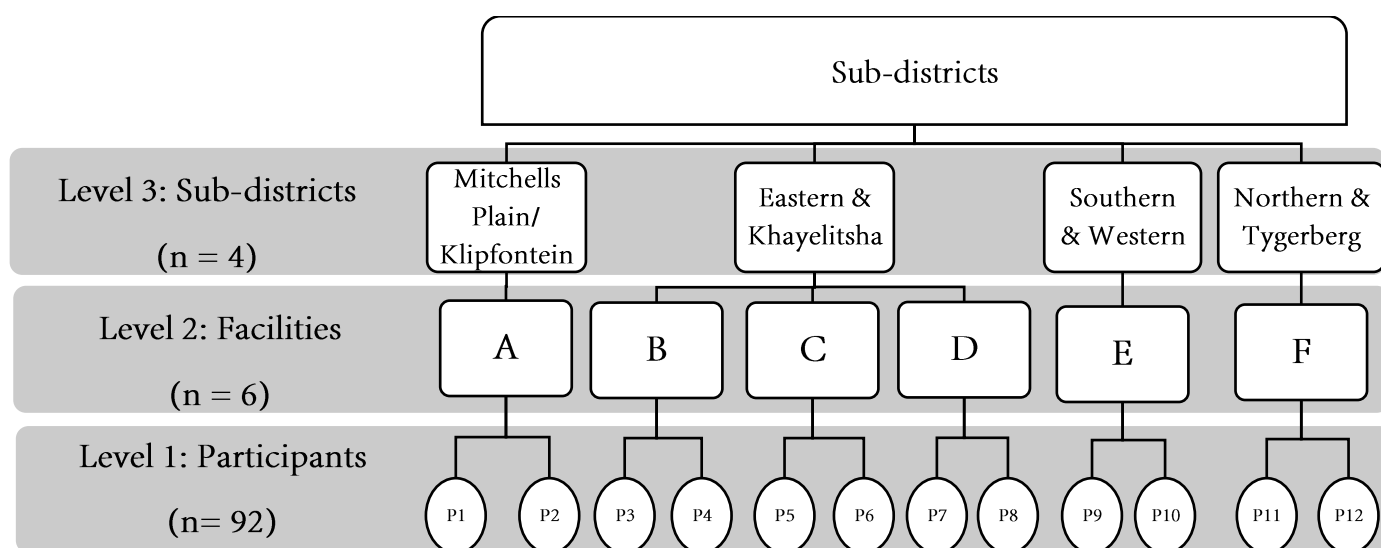 Sub-districts
Level 3: Sub-districts
(n = 4)
Mitchells
Plain/
Klipfontein
Eastern &
Khayelitsha
Southern
& Western
Northern &
Tygerberg
Level 2: Facilities
(n = 6)
A
B
C
D
E
F
Level 1: Participants
(n= 92)
P1
P2
P3
P4
P5
P6
P7
P8
P9
P10
P11
P12